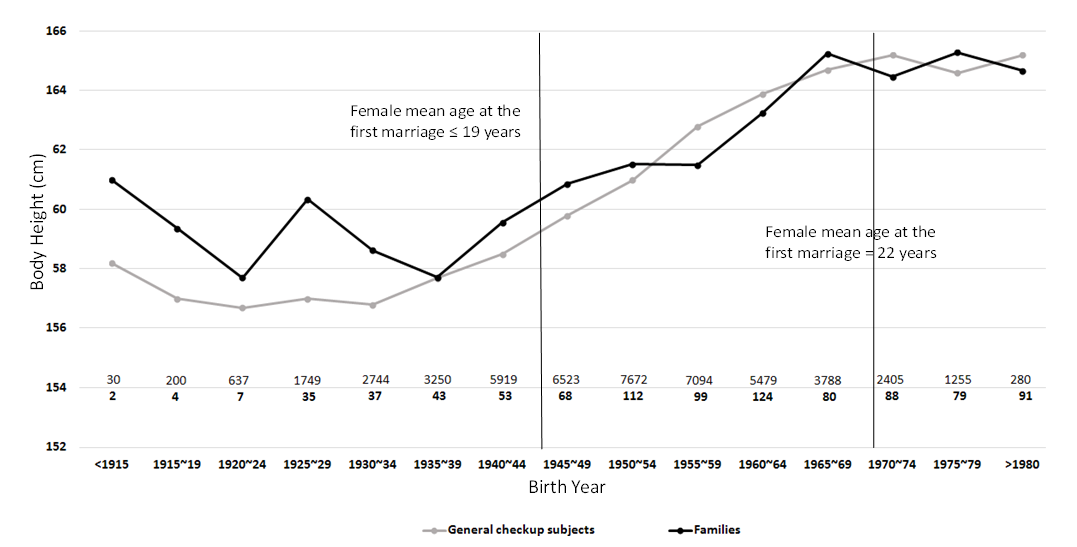 166
164
Female mean age at the
first marriage ≤ 19 years
62
60
Female mean age at the
first marriage = 22 years
58
156
154
152
Body Height (cm)
30 200 637 1749 2744 3250 5919 6523 7672 7094 5479 3788 2405 1255 280
2 4 7 35 37 43 53 68 112 99 124 80 88 79 91
<1915 1915~19 1920~24 1925~29 1930~34 1935~39 1940~44 1945~49 1950~54 1955~59 1960~64 1965~69 1970~74 1975~79 >1980
Birth Year
General checkup subjects Families